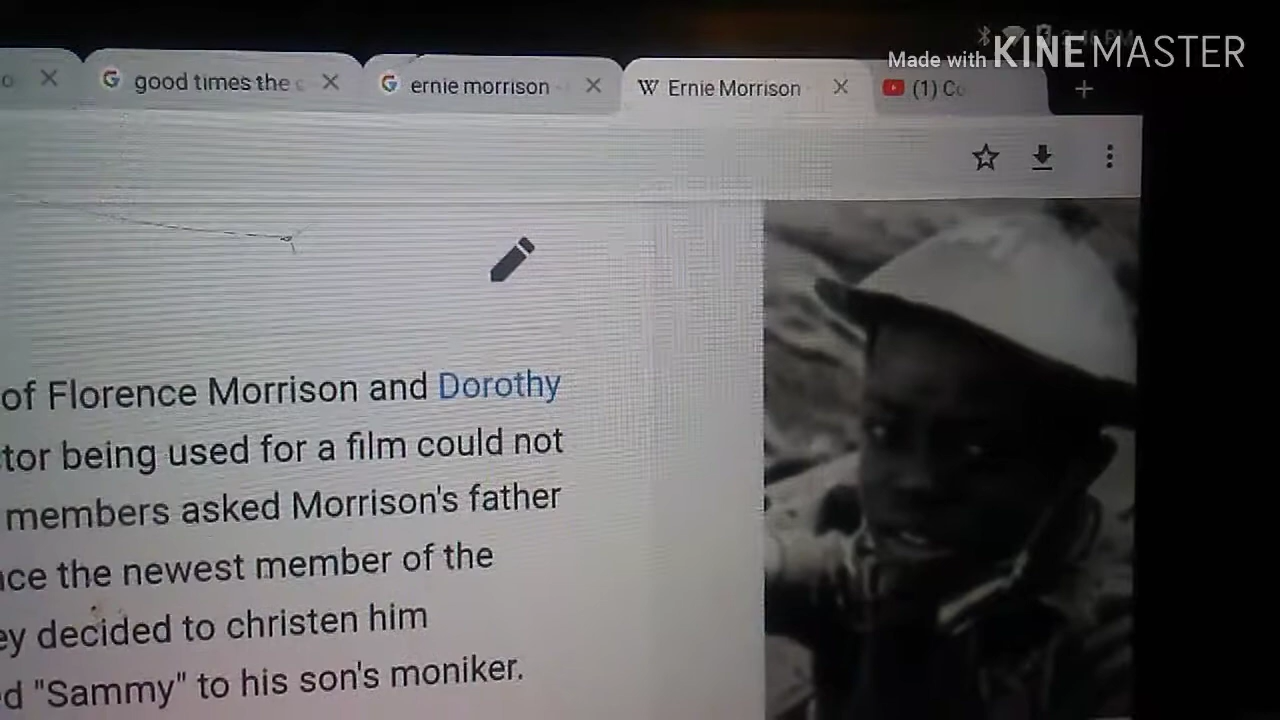 Made with KINEMASTER
good times the
ernie morrison
W Ernie Morrison
(1)
of Florence Morrison and Dorothy
tor being used for a film could not
members asked Morrison's father
ce the newest member of the
ey decided to christen him
d "Sammy" to his son's moniker.